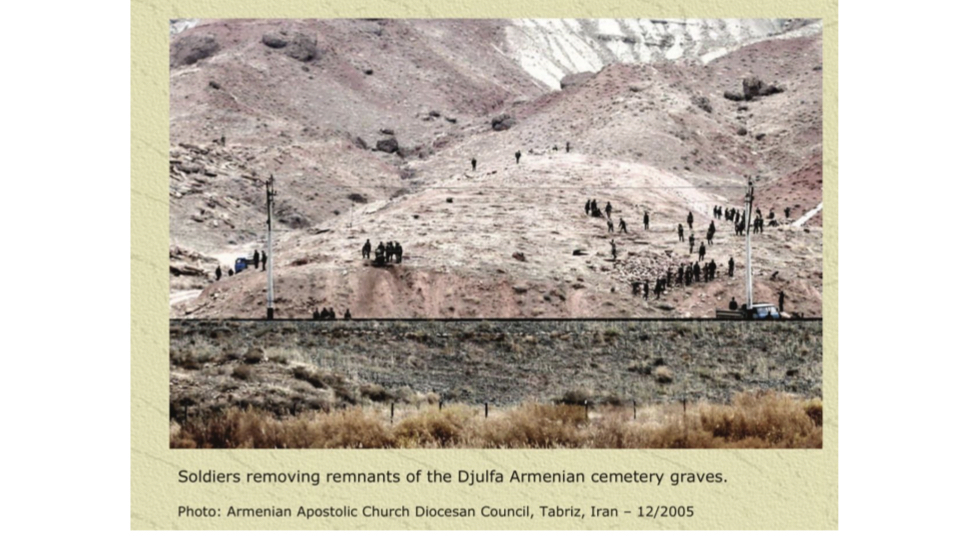 Soldiers removing remnants of the Djulfa Armenian cemetery graves.
Photo: Armenian Apostolic Church Diocesan Council, Tabriz, Iran – 12/2005